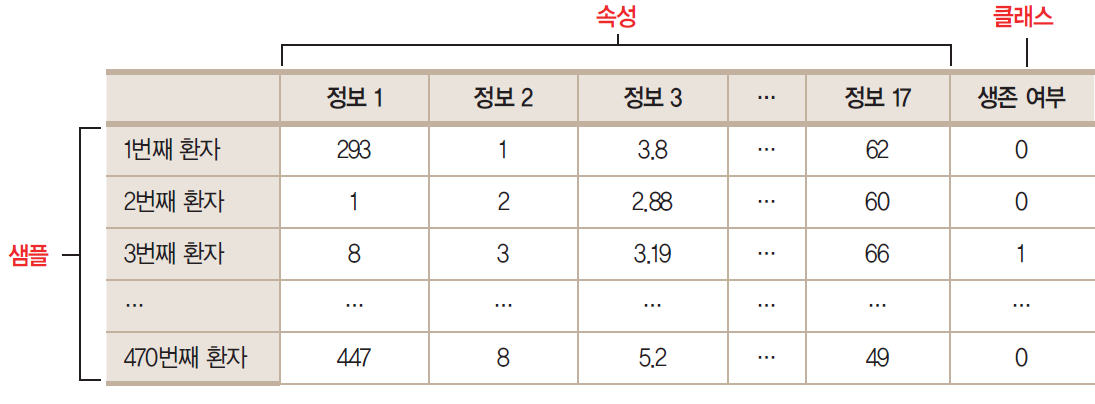 속성 클래스
정보 1 정보 2 정보 3 … 정보 17 생존 여부
1번째 환자 293 1 3.8 … 62 0
2번째 환자 1 2 2.88 … 60 0
샘플 3번째 환자 8 3 3.19 … 66 1
… … … … … … …
470번째 환자 447 8 5.2 … 49 0